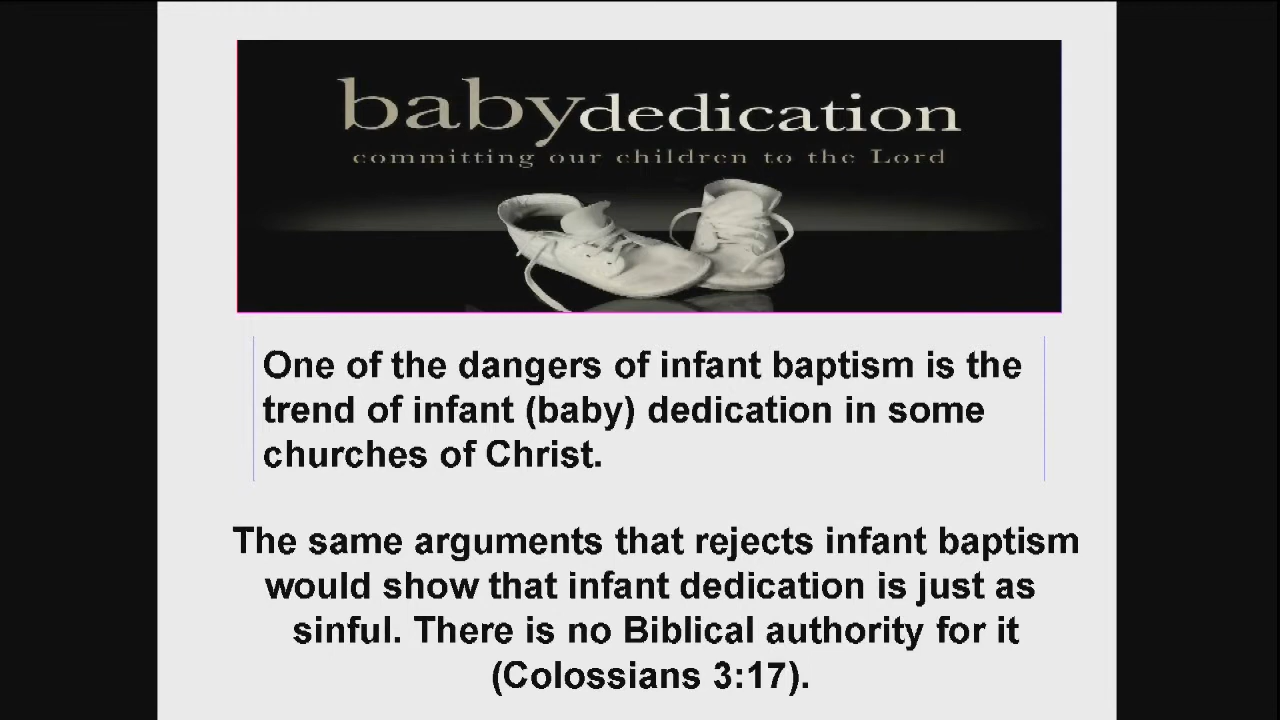 babydedication
committing our children to the Lord
One of the dangers of infant baptism is the
trend of infant (baby) dedication in some
churches of Christ.
The same arguments that rejects infant baptism
would show that infant dedication is just as
sinful. There is no Biblical authority for it
(Colossians 3:17).